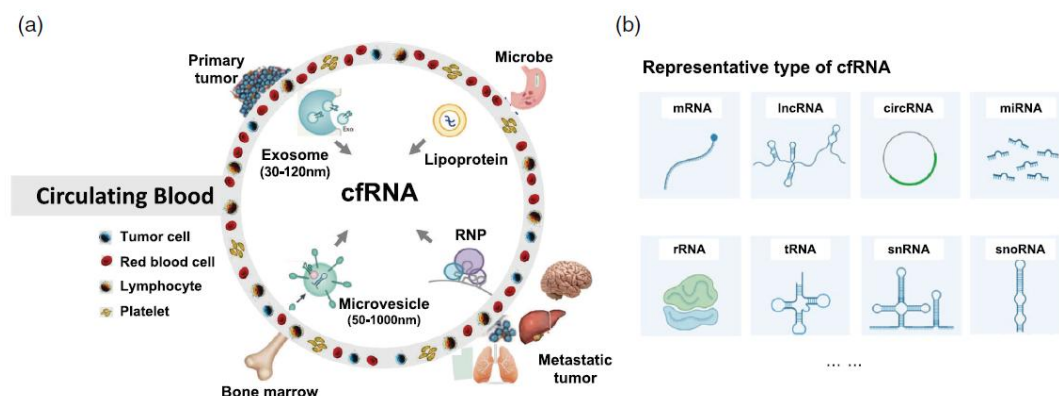 (a)
Primary
tumor
Microbe
Exo
Exosome
(30-120nm)
Lipoprotein
Circulating Blood
cfRNA
Tumor cell
Red blood cell
Lymphocyte
Platelet
RNP
Microvesicle
(50-1000nm)
Bone marrow
Metastatic
tumor
(b)
Representative type of cfRNA
mRNA
lncRNA
circRNA
miRNA
rRNA
tRNA
snRNA
snoRNA
... ...